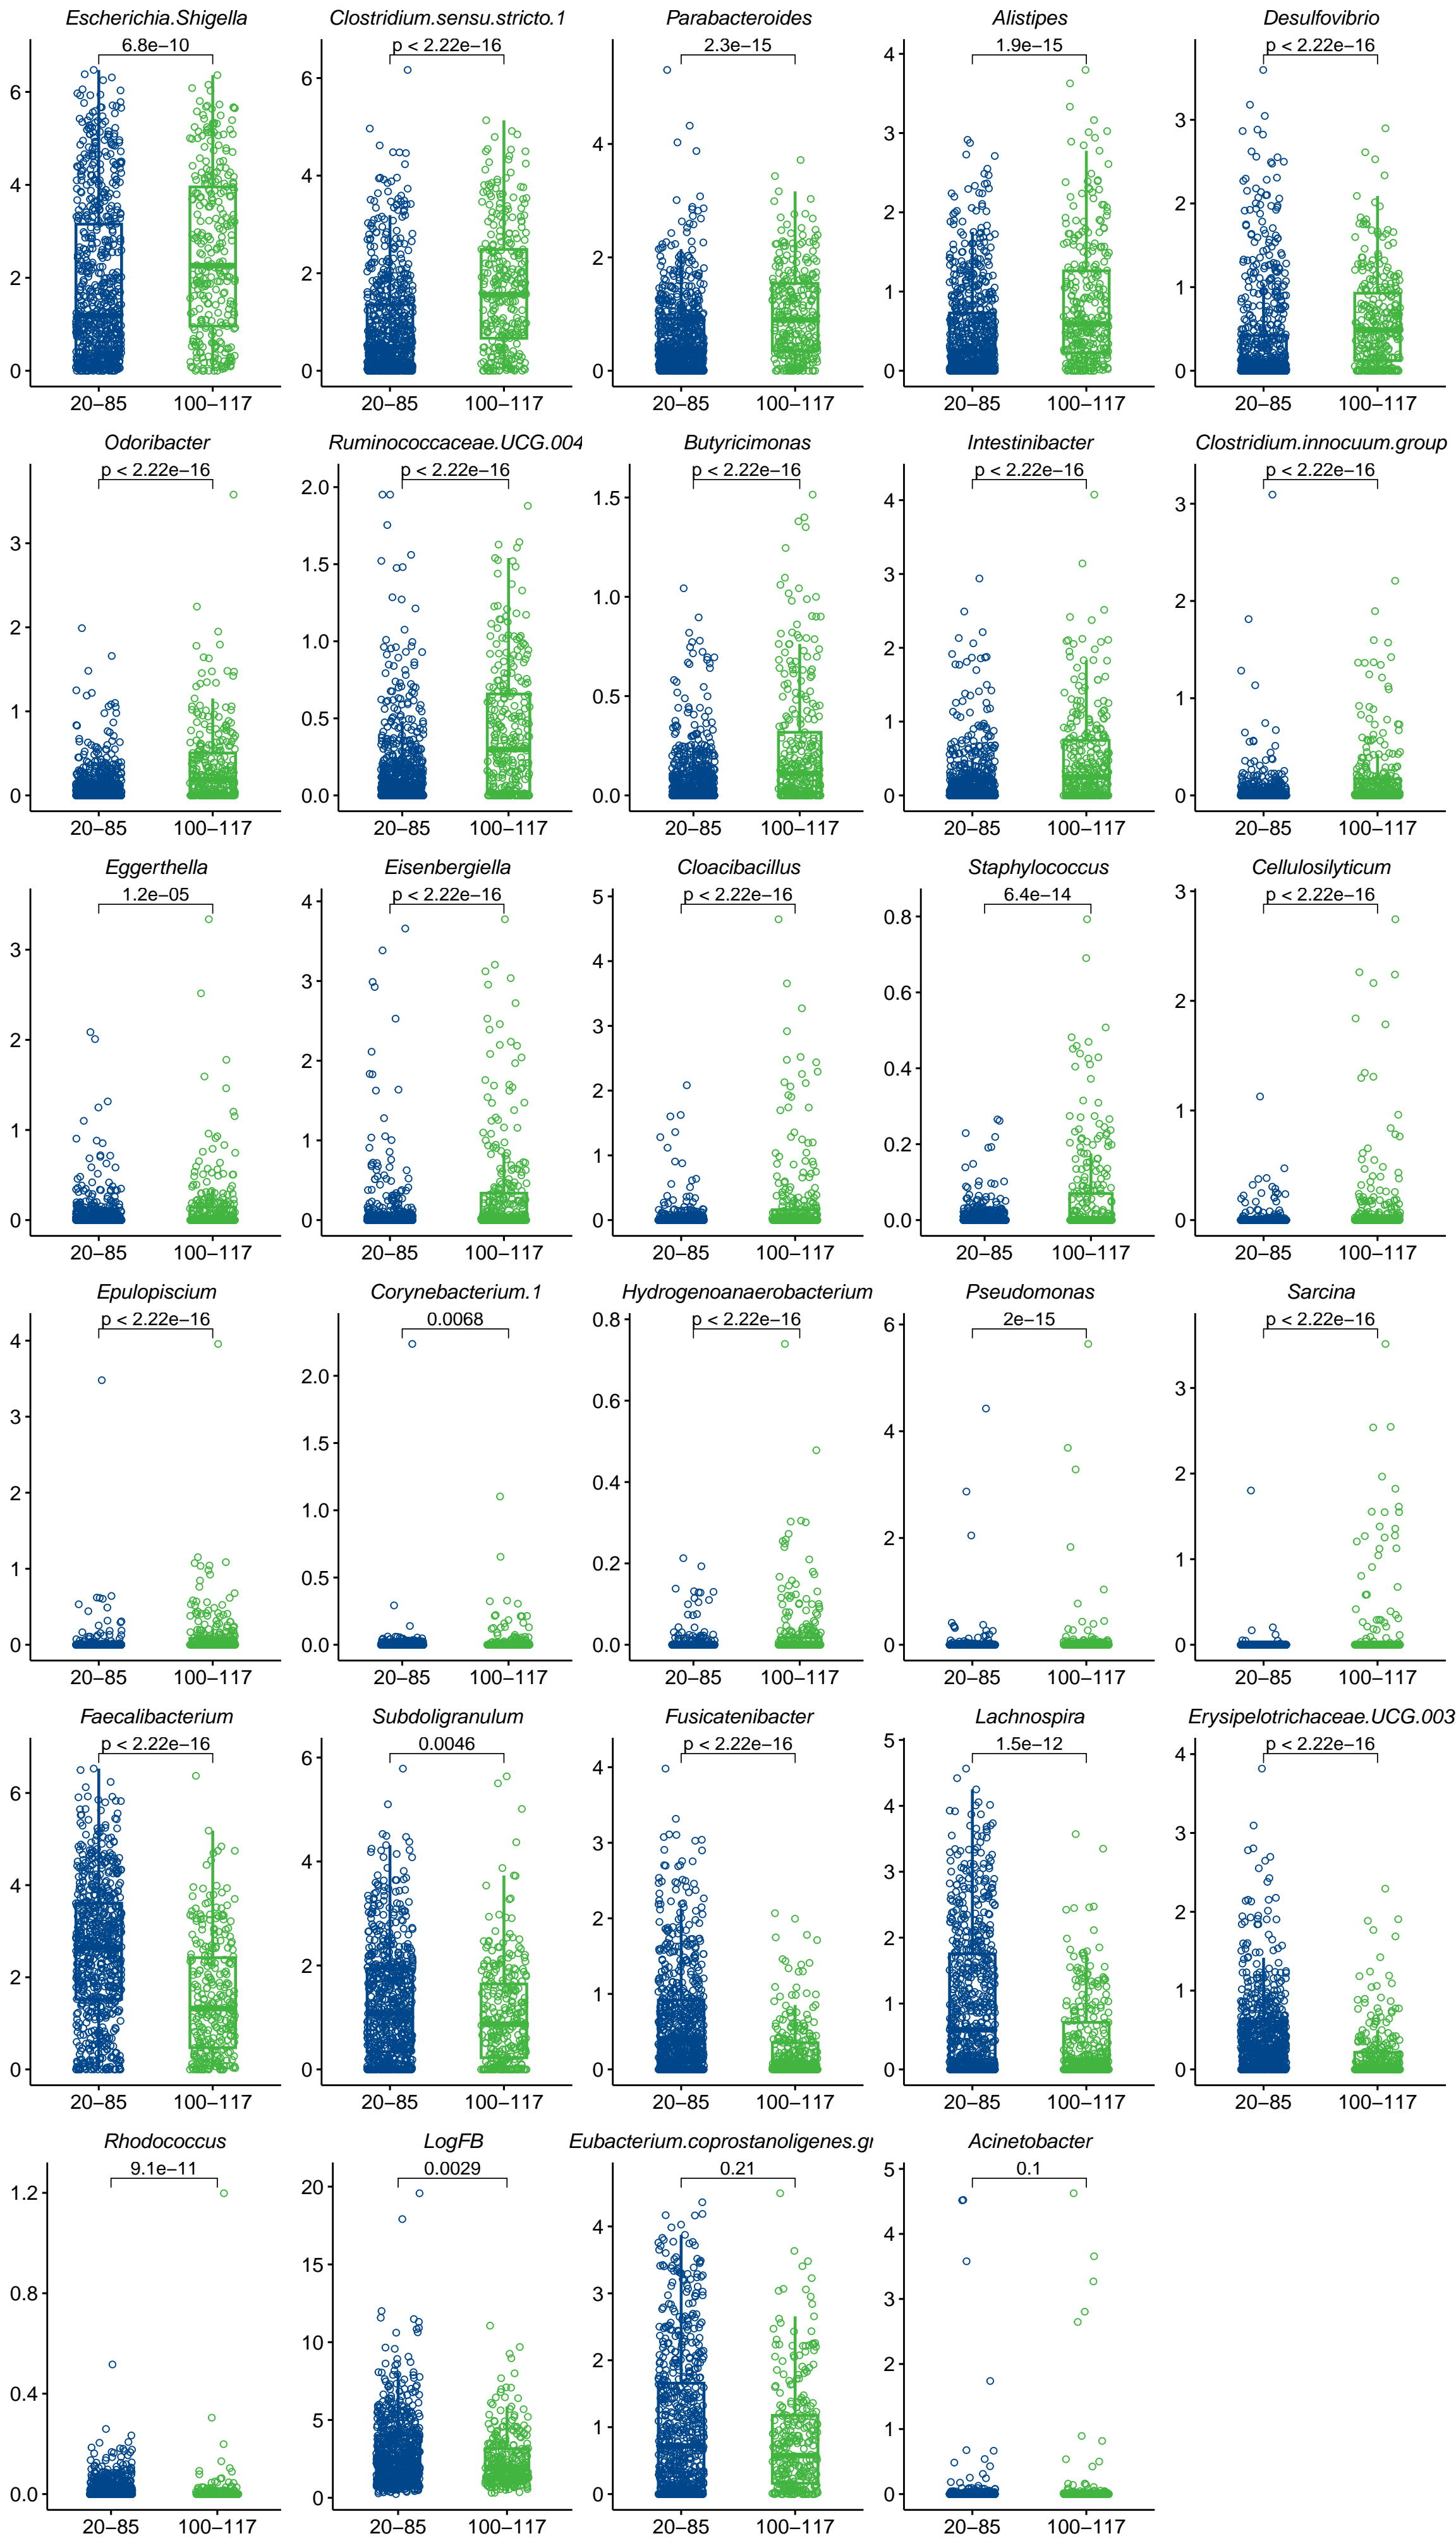 Escherichia.Shigella Clostridium.sensu.stricto.1 Parabacteroides Alistipes Desulfovibrio
6.8e−10 p < 2.22e−16 2.3e−15 1.9e−15 p < 2.22e−16
6 4 2 0 6 4 2 0 4 2 0 4 3 2 1 0 3 2 1 0
20−85 100−117 20−85 100−117 20−85 100−117 20−85 100−117 20−85 100−117
Odoribacter Ruminococcaceae.UCG.004 Butyricimonas Intestinibacter Clostridium.innocuum.group
p < 2.22e−16 p < 2.22e−16 p < 2.22e−16 p < 2.22e−16 p < 2.22e−16
3 2 1 0 2.0 1.5 1.0 0.5 0.0 1.5 1.0 0.5 0.0 4 3 2 1 0 3 2 1 0
20−85 100−117 20−85 100−117 20−85 100−117 20−85 100−117 20−85 100−117
Eggerthella Eisenbergiella Cloacibacillus Staphylococcus Cellulosilyticum
1.2e−05 p < 2.22e−16 p < 2.22e−16 6.4e−14 p < 2.22e−16
3 2 1 0 4 3 2 1 0 5 4 3 2 1 0 0.8 0.6 0.4 0.2 0.0 3 2 1 0
20−85 100−117 20−85 100−117 20−85 100−117 20−85 100−117 20−85 100−117
Epulopiscium Corynebacterium.1 Hydrogenoanaerobacterium Pseudomonas Sarcina
p < 2.22e−16 0.0068 p < 2.22e−16 2e−15 p < 2.22e−16
4 3 2 1 0 2.0 1.5 1.0 0.5 0.0 0.8 0.6 0.4 0.2 0.0 6 4 2 0 3 2 1 0
20−85 100−117 20−85 100−117 20−85 100−117 20−85 100−117 20−85 100−117
Faecalibacterium Subdoligranulum Fusicatenibacter Lachnospira Erysipelotrichaceae.UCG.003
p < 2.22e−16 0.0046 p < 2.22e−16 1.5e−12 p < 2.22e−16
6 4 2 0 6 4 2 0 4 3 2 1 0 5 4 3 2 1 0 4 3 2 1 0
20−85 100−117 20−85 100−117 20−85 100−117 20−85 100−117 20−85 100−117
Rhodococcus LogFB Eubacterium.coprostanoligenes.gr Acinetobacter
9.1e−11 0.0029 0.21 0.1
1.2 0.8 0.4 0.0 20 15 10 5 0 4 3 2 1 0 5 4 3 2 1 0
20−85 100−117 20−85 100−117 20−85 100−117 20−85 100−117